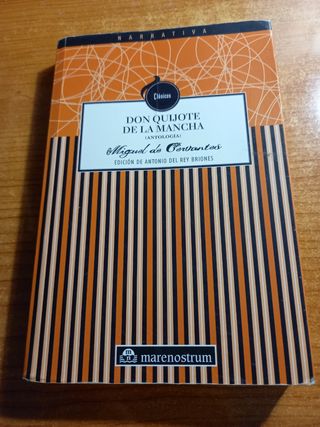 NARRATIVA
Clásicos
DON QUIJOTE
DE LA MANCHA
(ANTOLOGÍA)
Miguel de Cervantes
EDICIÓN DE ANTONIO DEL REY BRIONES
marenostrum